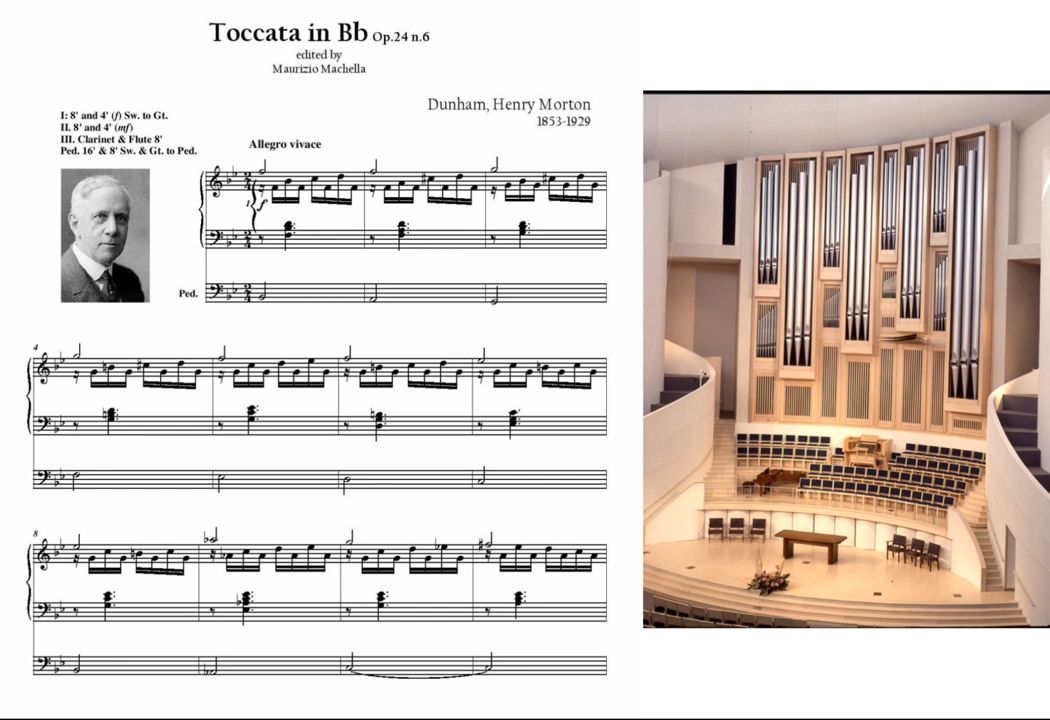 Toccata in Bb Op.24 n.6
edited by
Maurizio Machella
Dunham, Henry Morton
1853-1929
I: 8' and 4' (f) Sw. to Gt.
II. 8' and 4' (mf)
III. Clarinet & Flute 8'
Ped. 16' & 8' Sw. & Gt. to Ped.
Allegro vivace
I f
Ped.
4
8